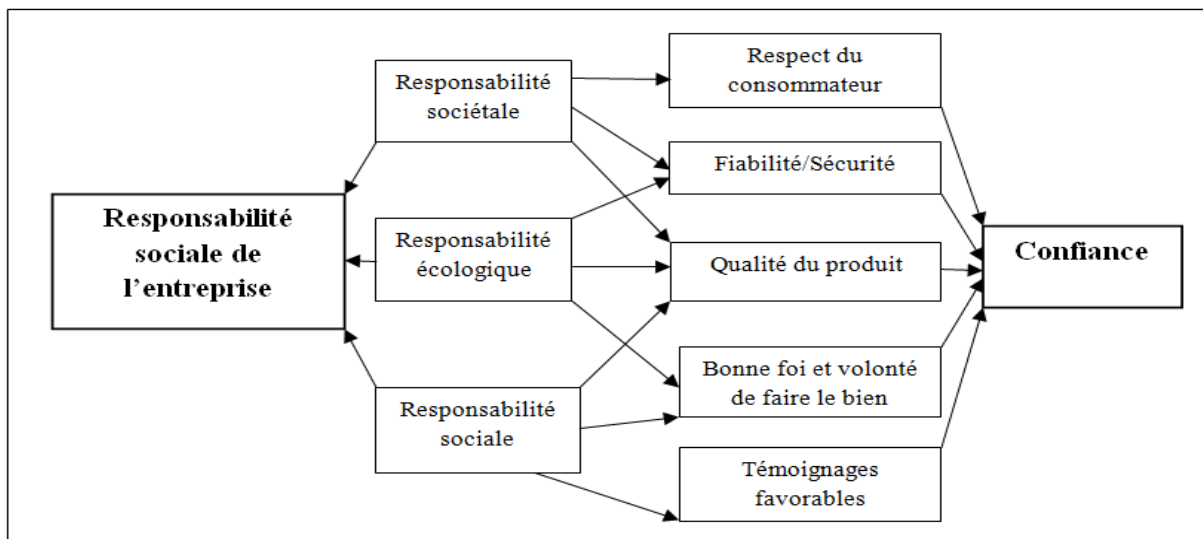 Responsabilité
sociale de
l'entreprise
Responsabilité
sociétale
Responsabilité
écologique
Responsabilité
sociale
Respect du
consommateur
Fiabilité/Sécurité
Qualité du produit
Bonne foi et volonté
de faire le bien
Témoignages
favorables
Confiance